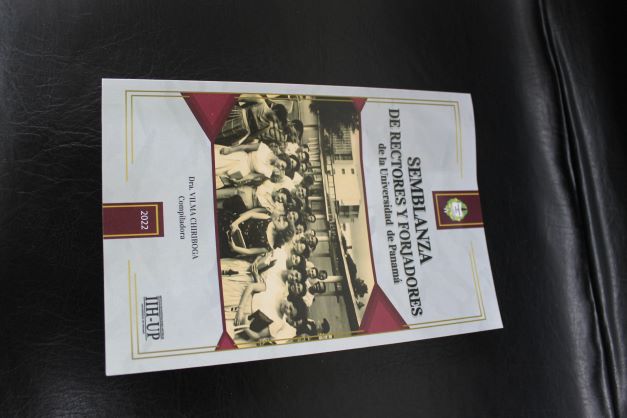 SEMBLANZA
DE RECTORES Y FORJADORES
de la Universidad de Panamá
Dra. VILMA CHIRIBOGA
Compiladora
2022
IIH-UP